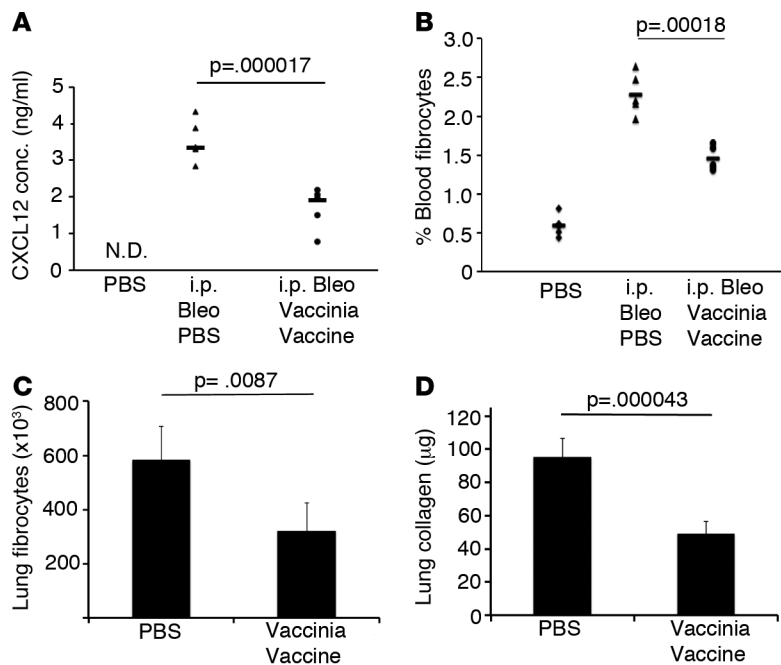 A
p=.000017
CXCL12 conc. (ng/ml)
5
4
3
2
1
0
N.D.
PBS
i.p.
Bleo
PBS
i.p. Bleo
Vaccinia
Vaccine
B
p=.00018
% Blood fibrocytes
3.0
2.5
2.0
1.5
1.0
0.5
0
PBS
i.p.
Bleo
PBS
i.p. Bleo
Vaccinia
Vaccine
C
p= .0087
Lung fibrocytes (x10³)
800
600
400
200
PBS
Vaccinia
Vaccine
D
p=.000043
Lung collagen (μg)
120
100
80
60
40
20
0
PBS
Vaccinia
Vaccine